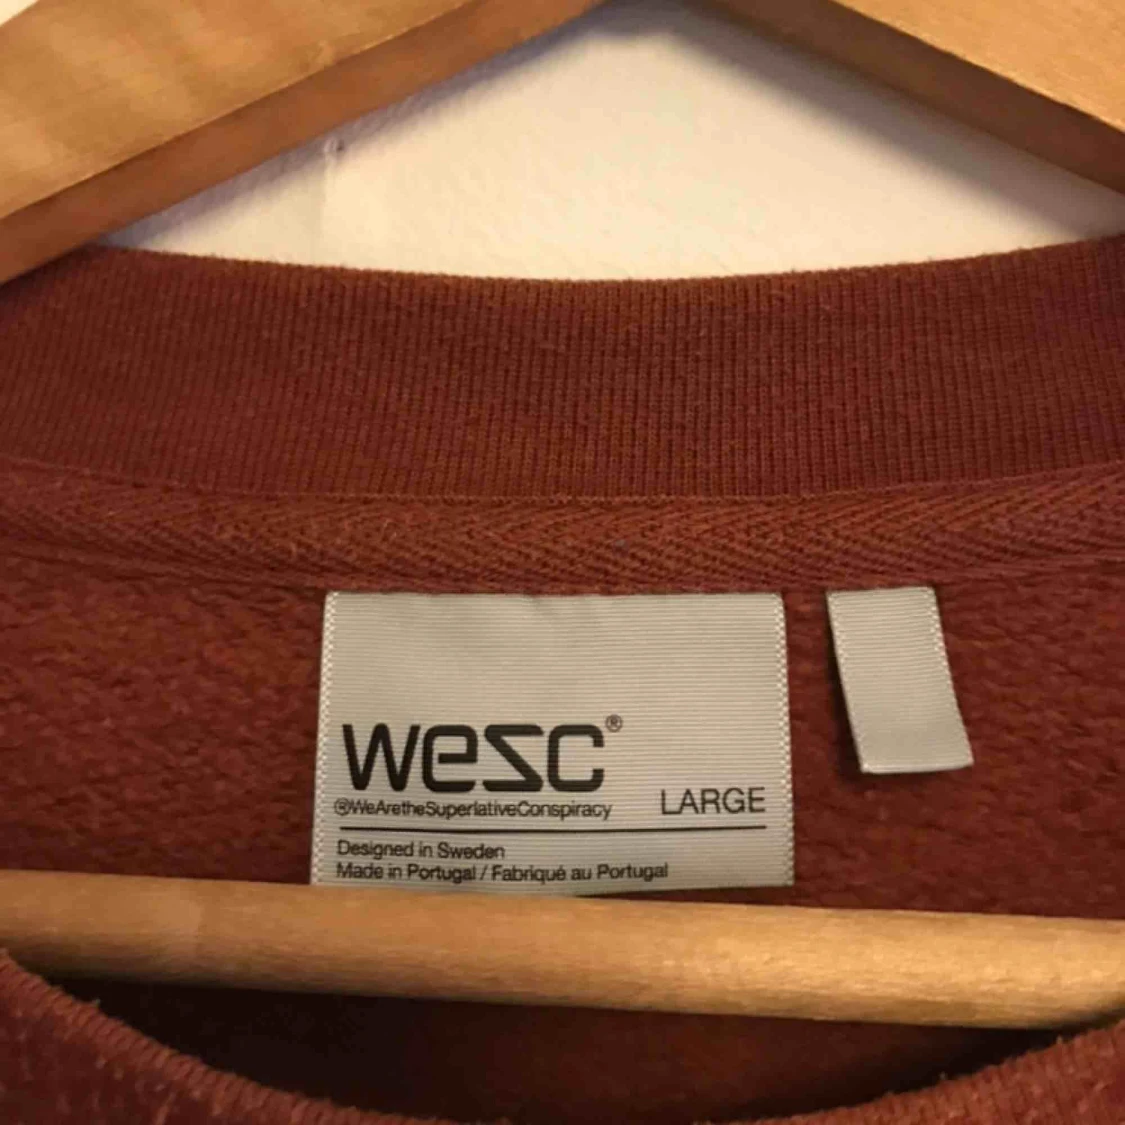 wesc®
®WeAretheSuperlativeConspiracy LARGE
Designed in Sweden
Made in Portugal / Fabriqué au Portugal